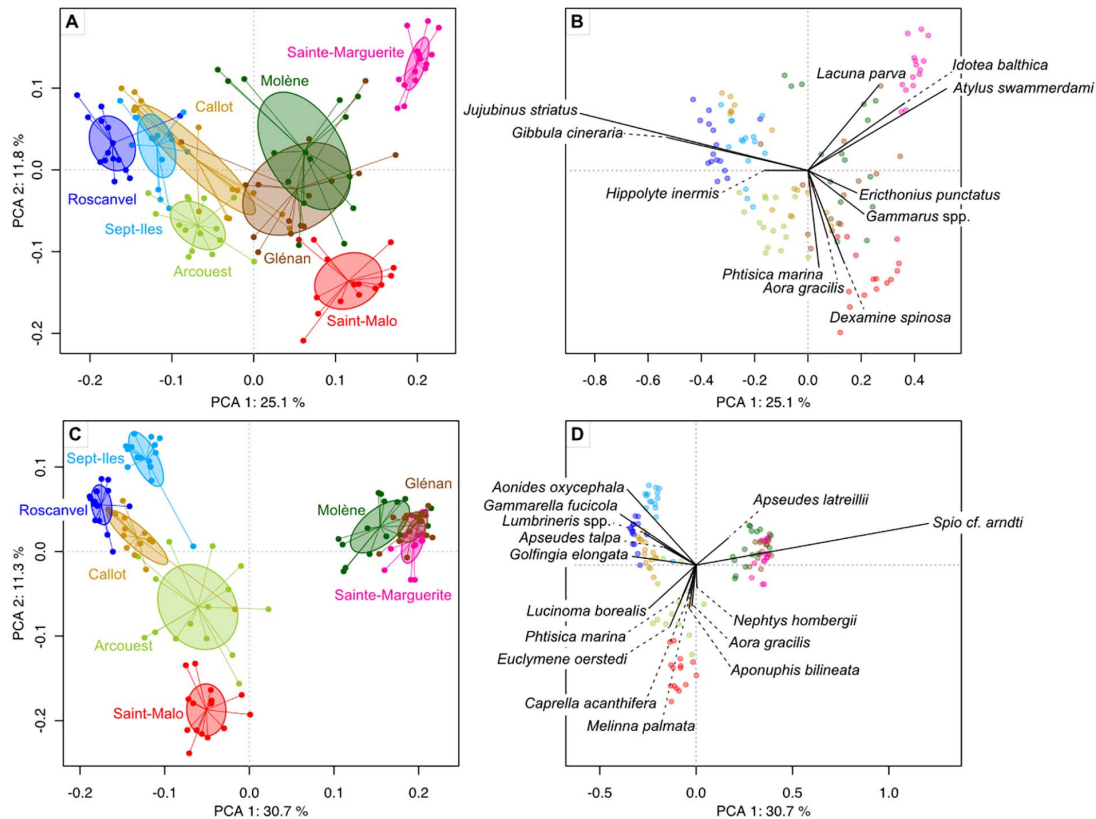 A
Sainte-Marguerite
Molène
Callot
Roscanvel
Sept-Iles
Arcouest
Glénan
Saint-Malo
PCA 2: 11.8 %
0.1
0.0
-0.1
-0.2
-0.2 -0.1 0.0 0.1 0.2
PCA 1: 25.1 %
B
Lacuna parva
Idotea balthica
Atylus swammerdami
Jujubinus striatus
Gibbula cineraria
Hippolyte inermis
Ericthonius punctatus
Gammarus spp.
Phtisica marina
Aora gracilis
Dexamine spinosa
-0.8 -0.6 -0.4 -0.2 0.0 0.2 0.4
PCA 1: 25.1 %
C
Sept-Iles
Roscanvel
Callot
Arcouest
Saint-Malo
Molène
Glénan
Sainte-Marguerite
PCA 2: 11.3 %
0.1
0.0
-0.1
-0.2
-0.2 -0.1 0.0 0.1 0.2
PCA 1: 30.7 %
D
Aonides oxycephala
Gammarella fucicola
Lumbrineris spp.
Apseudes talpa
Golfingia elongata
Apseudes latreillii
Spio cf. arndti
Lucinoma borealis
Phtisica marina
Euclymene oerstedi
Caprella acanthifera
Melinna palmata
Nephtys hombergii
Aora gracilis
Aponuphis bilineata
-0.5 0.0 0.5 1.0
PCA 1: 30.7 %